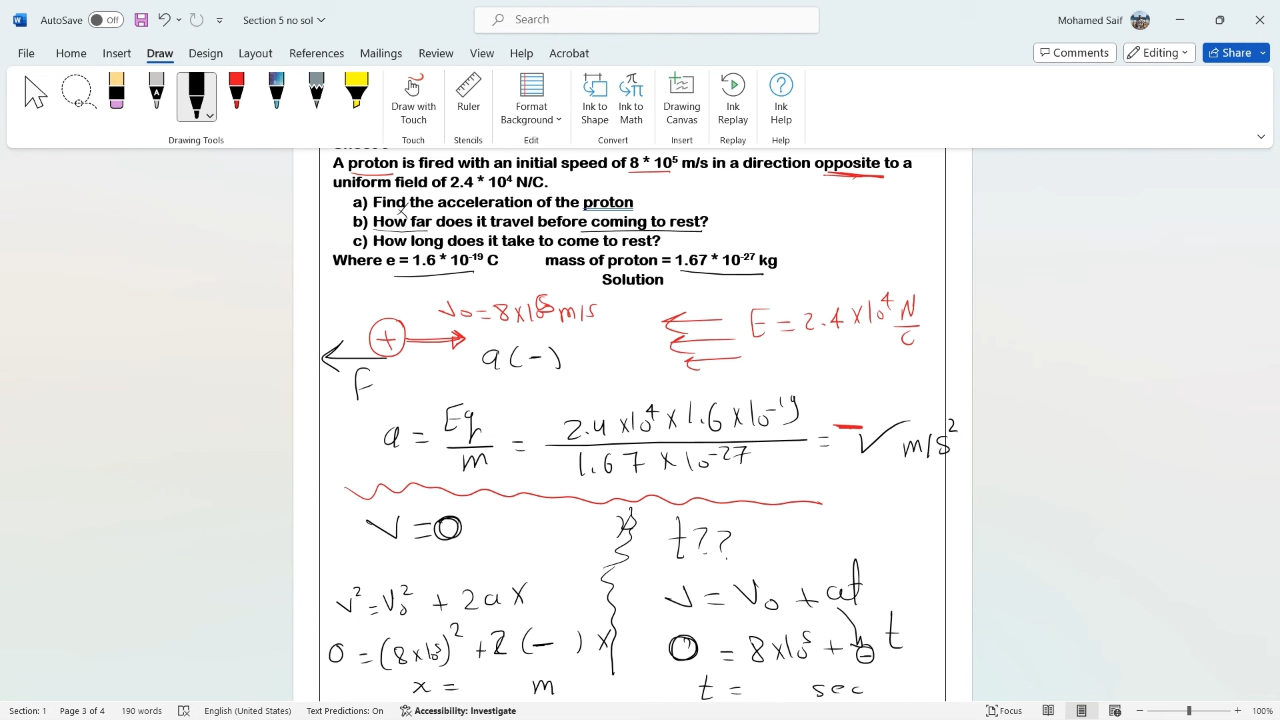 AutoSave Off Section 5 no sol Search Mohamed Saif
File Home Insert Draw Design Layout References Mailings Review View Help Acrobat Comments Editing Share
Draw with Touch Ruler Format Background Ink to Shape Ink to Math Drawing Canvas Ink Replay Ink Help
Drawing Tools Touch Stencils Edit Convert Insert Replay Help
A proton is fired with an initial speed of 8 * 10⁵ m/s in a direction opposite to a
uniform field of 2.4 * 10⁴ N/C.
a) Find the acceleration of the proton
b) How far does it travel before coming to rest?
c) How long does it take to come to rest?
Where e = 1.6 * 10⁻¹⁹ C mass of proton = 1.67 * 10⁻²⁷ kg
Solution
V₀ = 8×10⁵ m/s E = 2.4 ×10⁴ N/C
+ a(-)
F
a = Eq/m = 2.4 ×10⁴ × 1.6 ×10⁻¹⁹ / 1.67 × 10⁻²⁷ = - ✓ m/s²
V = 0 t??
V² = V₀² + 2aX V = V₀ + at
0 = (8×10⁵)² + 2 (- ) X 0 = 8×10⁵ + t
x = m t = sec
Section 1 Page 3 of 4 190 words English (United States) Text Predictions: On Accessibility: Investigate Focus 100%